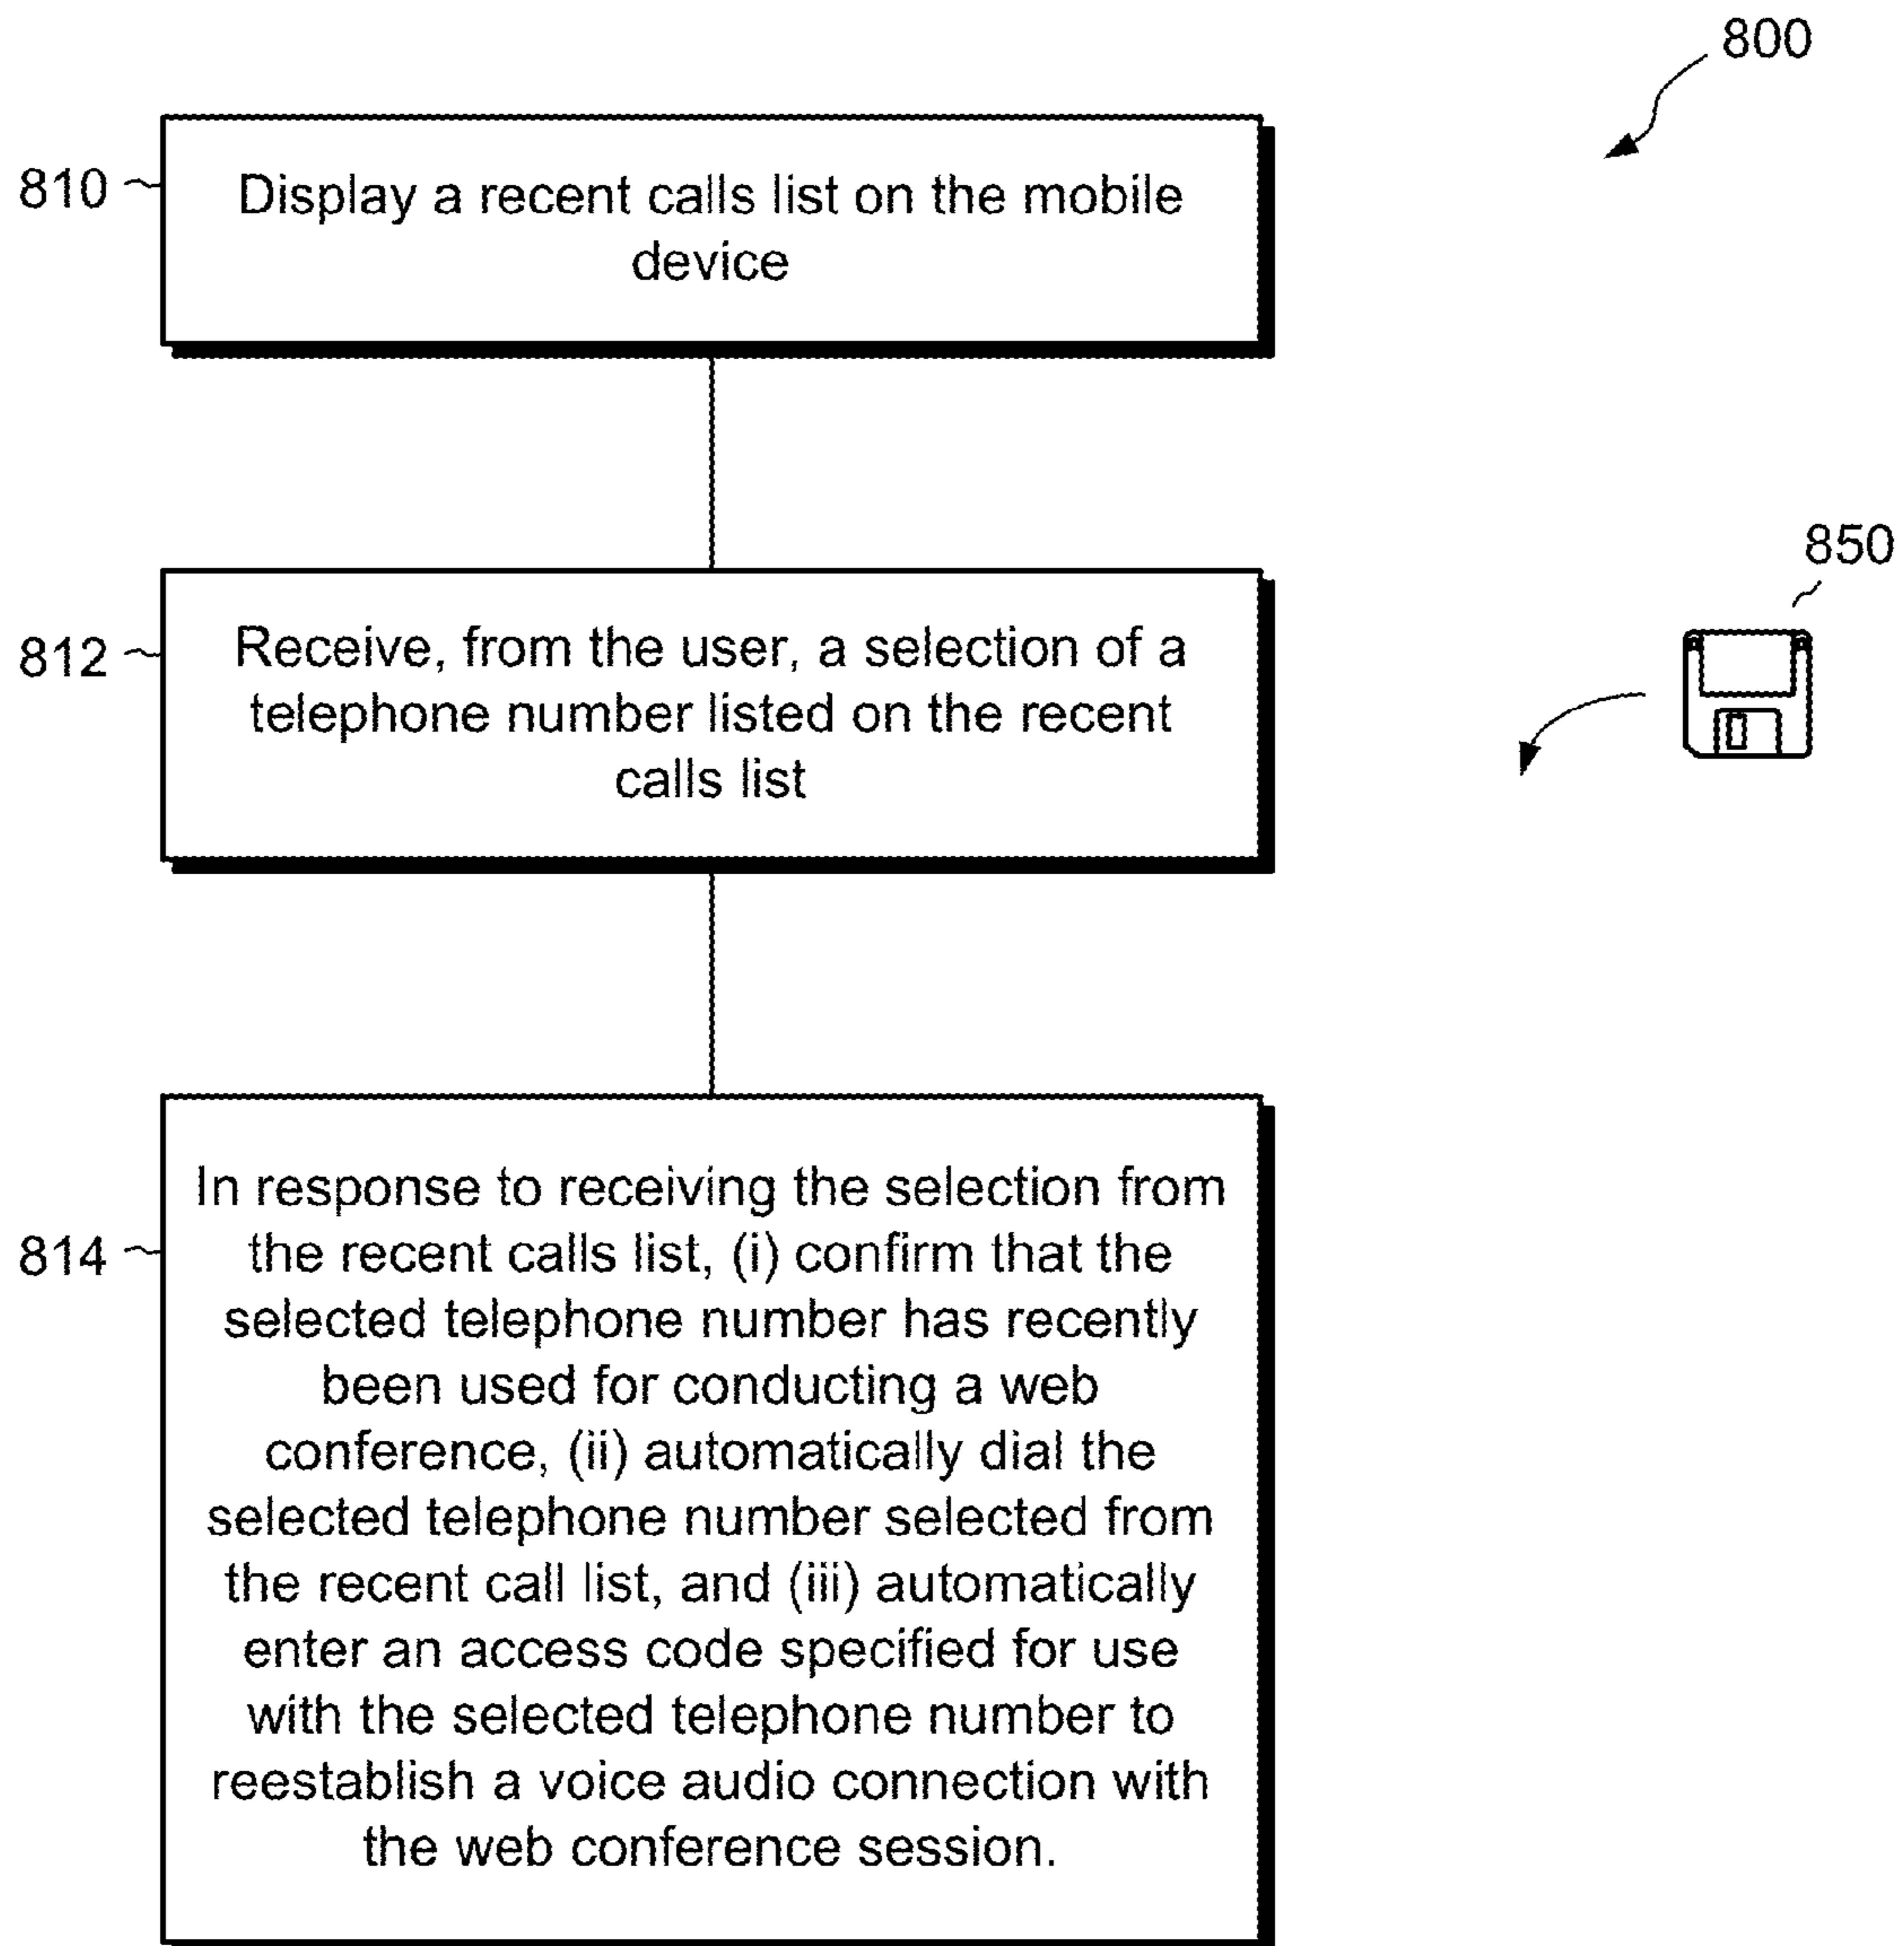 800
810
Display a recent calls list on the mobile
device
850
812
Receive, from the user, a selection of a
telephone number listed on the recent
calls list
814
In response to receiving the selection from
the recent calls list, (i) confirm that the
selected telephone number has recently
been used for conducting a web
conference, (ii) automatically dial the
selected telephone number selected from
the recent call list, and (iii) automatically
enter an access code specified for use
with the selected telephone number to
reestablish a voice audio connection with
the web conference session.